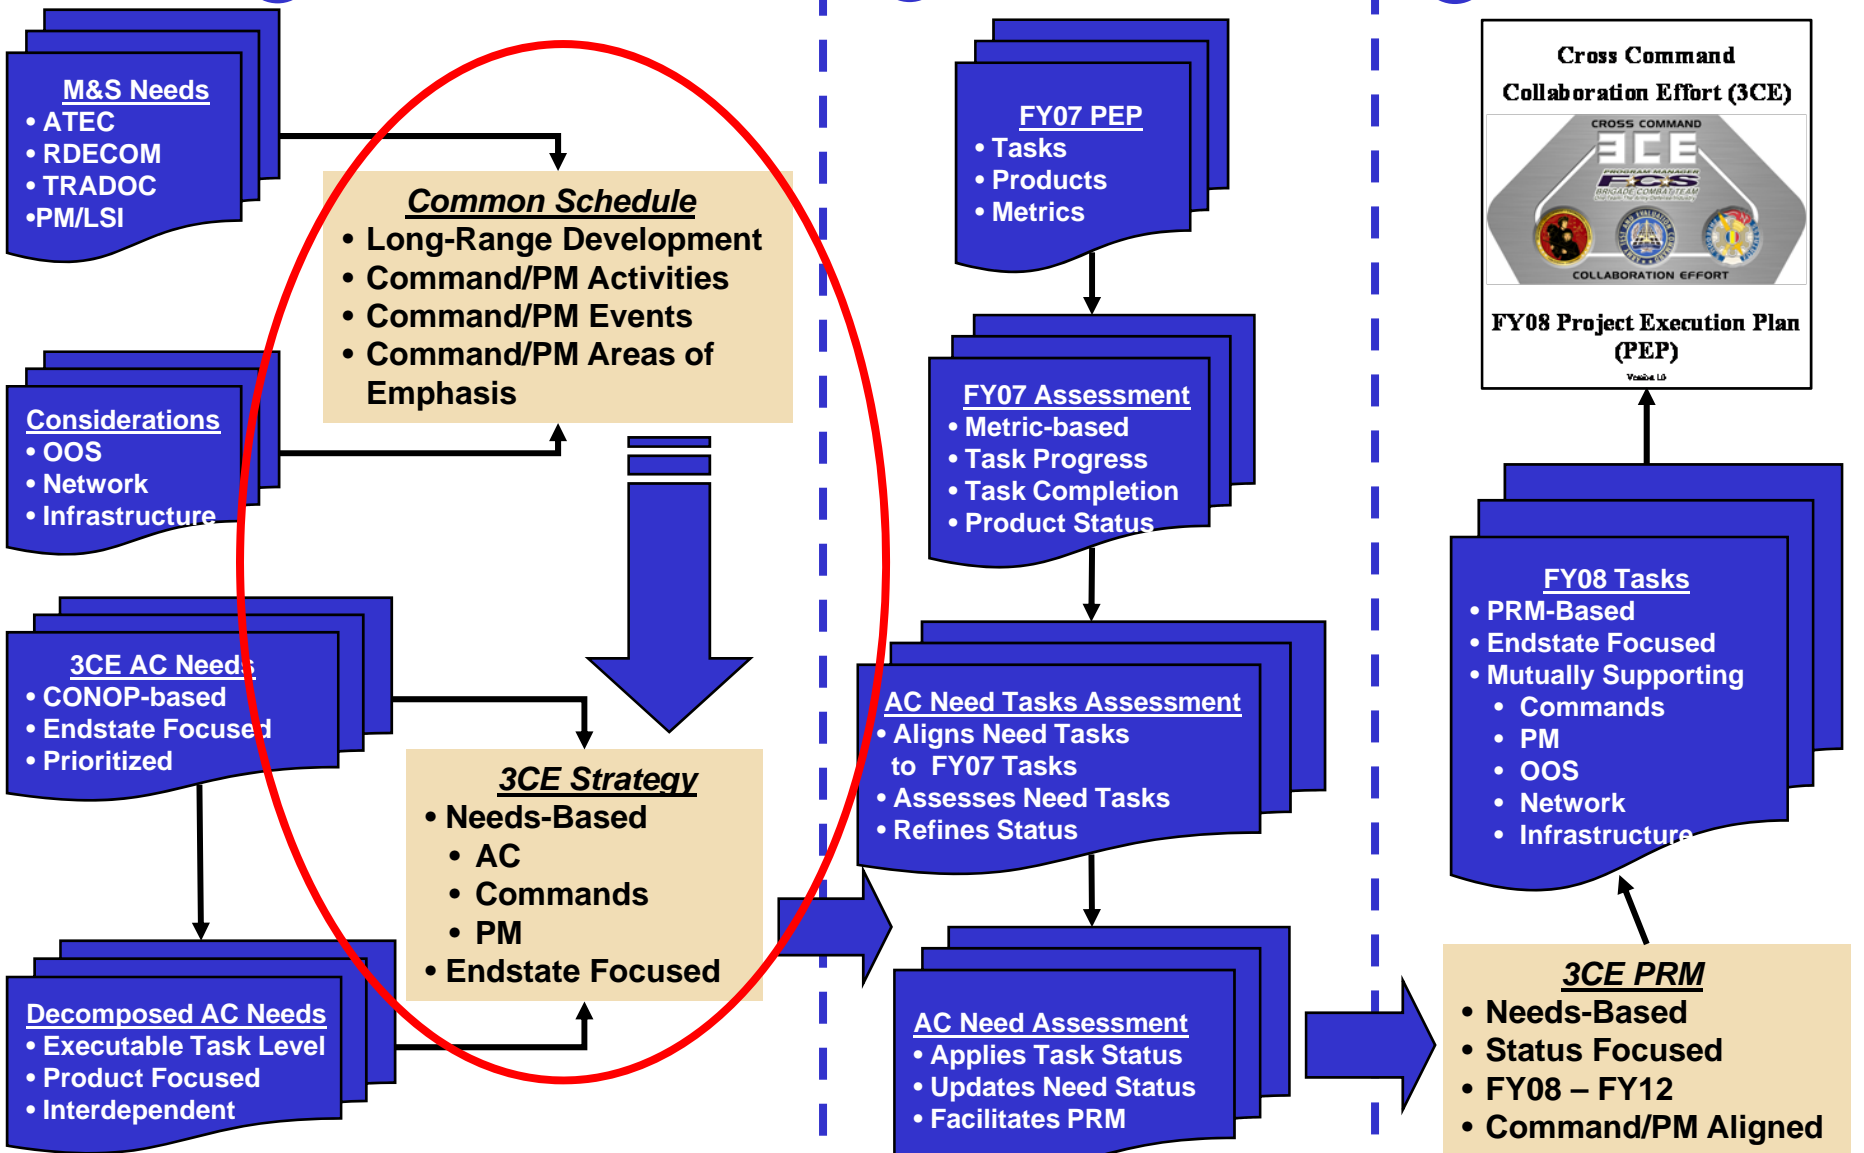 M&S Needs
• ATEC
• RDECOM
• TRADOC
•PM/LSI
Considerations
• OOS
• Network
• Infrastructure
3CE AC Needs
• CONOP-based
• Endstate Focused
• Prioritized
Decomposed AC Needs
• Executable Task Level
• Product Focused
• Interdependent
Common Schedule
• Long-Range Development
• Command/PM Activities
• Command/PM Events
• Command/PM Areas of
Emphasis
3CE Strategy
• Needs-Based
• AC
• Commands
• PM
• Endstate Focused
FY07 PEP
• Tasks
• Products
• Metrics
FY07 Assessment
• Metric-based
• Task Progress
• Task Completion
• Product Status
AC Need Tasks Assessment
• Aligns Need Tasks
to FY07 Tasks
• Assesses Need Tasks
• Refines Status
AC Need Assessment
• Applies Task Status
• Updates Need Status
• Facilitates PRM
Cross Command
Collaboration Effort (3CE)
CROSS COMMAND
3CE
PROGRAM MANAGER
FCS
BRIGADE COMBAT TEAM
COLLABORATION EFFORT
FY08 Project Execution Plan
(PEP)
FY08 Tasks
• PRM-Based
• Endstate Focused
• Mutually Supporting
• Commands
• PM
• OOS
• Network
• Infrastructure
3CE PRM
• Needs-Based
• Status Focused
• FY08 – FY12
• Command/PM Aligned